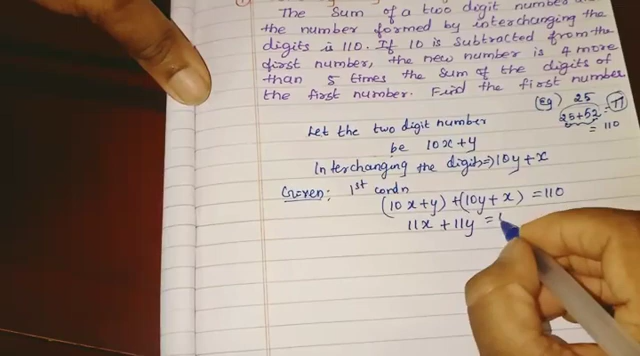 The Sum of a two digit number and
the number formed by interchanging the
digits is 110. If 10 is subtracted from the
first number, the new number is 4 more
than 5 times the sum of the digits of
the first number. Find the first number
(Eg) 25
25+52 = 77
= 110
Let the two digit number
be 10x+y
Interchanging the digits => 10y+x
Given: 1st condn
(10x+y) + (10y+x) = 110
11x + 11y =